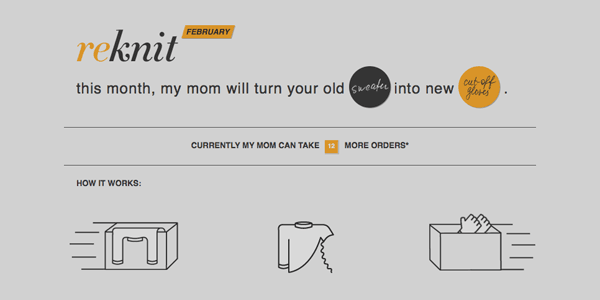 reknit FEBRUARY
this month, my mom will turn your old sweater into new cut-off gloves .
CURRENTLY MY MOM CAN TAKE 12 MORE ORDERS*
HOW IT WORKS: